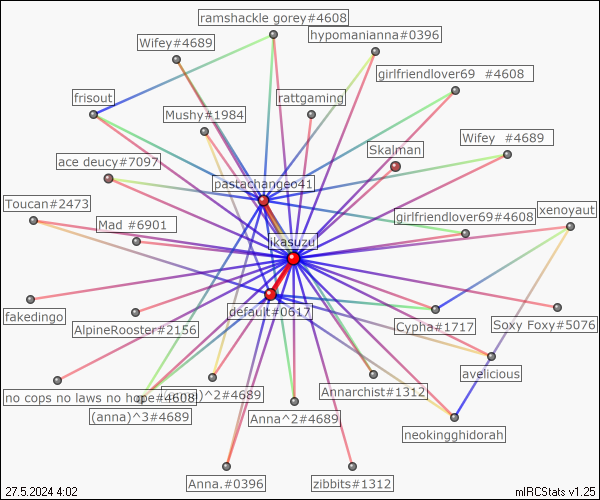 ramshackle gorey#4608
hypomanianna#0396
Wifey#4689
girlfriendlover69 #4608
frisout
Mushy#1984
rattgaming
Wifey #4689
Skalman
ace deucy#7097
pastachangeo41
Toucan#2473
Mad #6901
girlfriendlover69#4608
xenoyaut
jkasuzu
default#0617
fakedingo
AlpineRooster#2156
Cypha#1717
Soxy Foxy#5076
avelicious
no cops no laws no hope#4608
)^2#4689
Annarchist#1312
(anna)^3#4689
Anna^2#4689
neokingghidorah
Anna.#0396
zibbits#1312
27.5.2024 4:02
mIRCStats v1.25